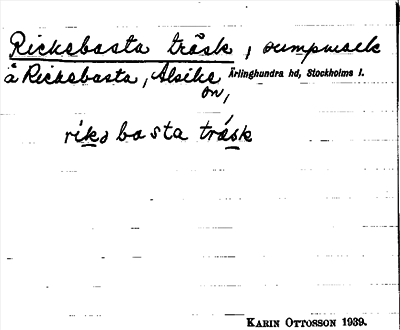 Ricksbasta träsk, sumpmark
å Ricksbasta, Alsike Ärlinghundra hd, Stockholms l.
sn,
riksbasta träsk
KARIN OTTOSSON 1939.